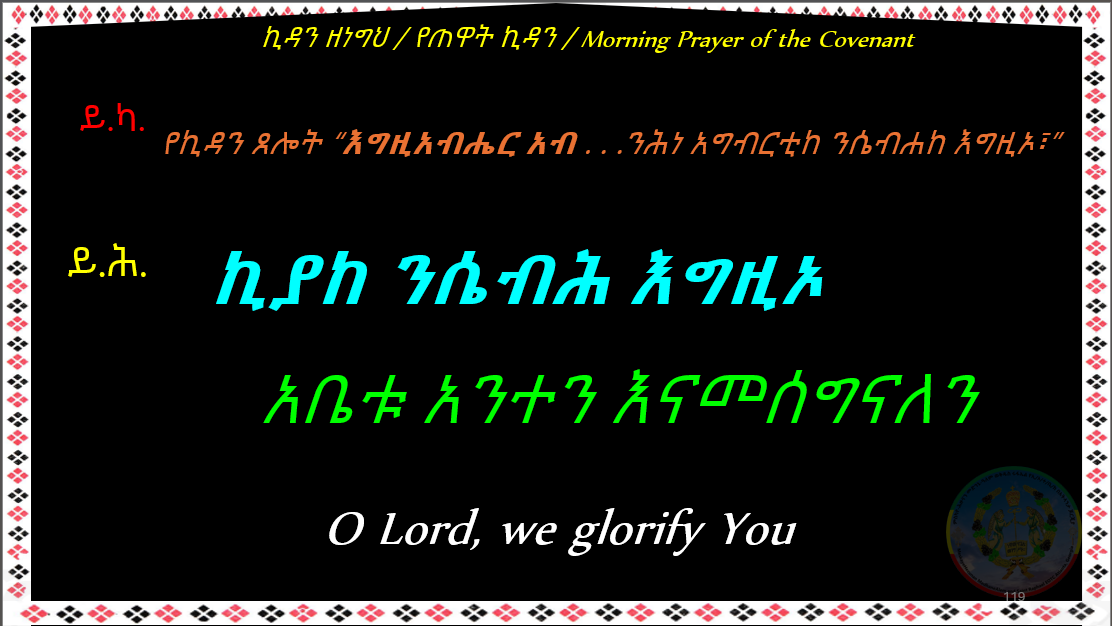 ኪዳን ዘነግህ / የጠዋት ኪዳን / Morning Prayer of the Covenant
ይ.ካ.
የኪዳን ጸሎት “እግዚአብሔር አብ . . .ንሕነ አግብርቲከ ንሴብሐከ እግዚኦ፤”
ይ.ሕ.
ኪያከ ንሴብሕ እግዚኦ
አቤቱ አንተን እናመሰግናለን
O Lord, we glorify You
119